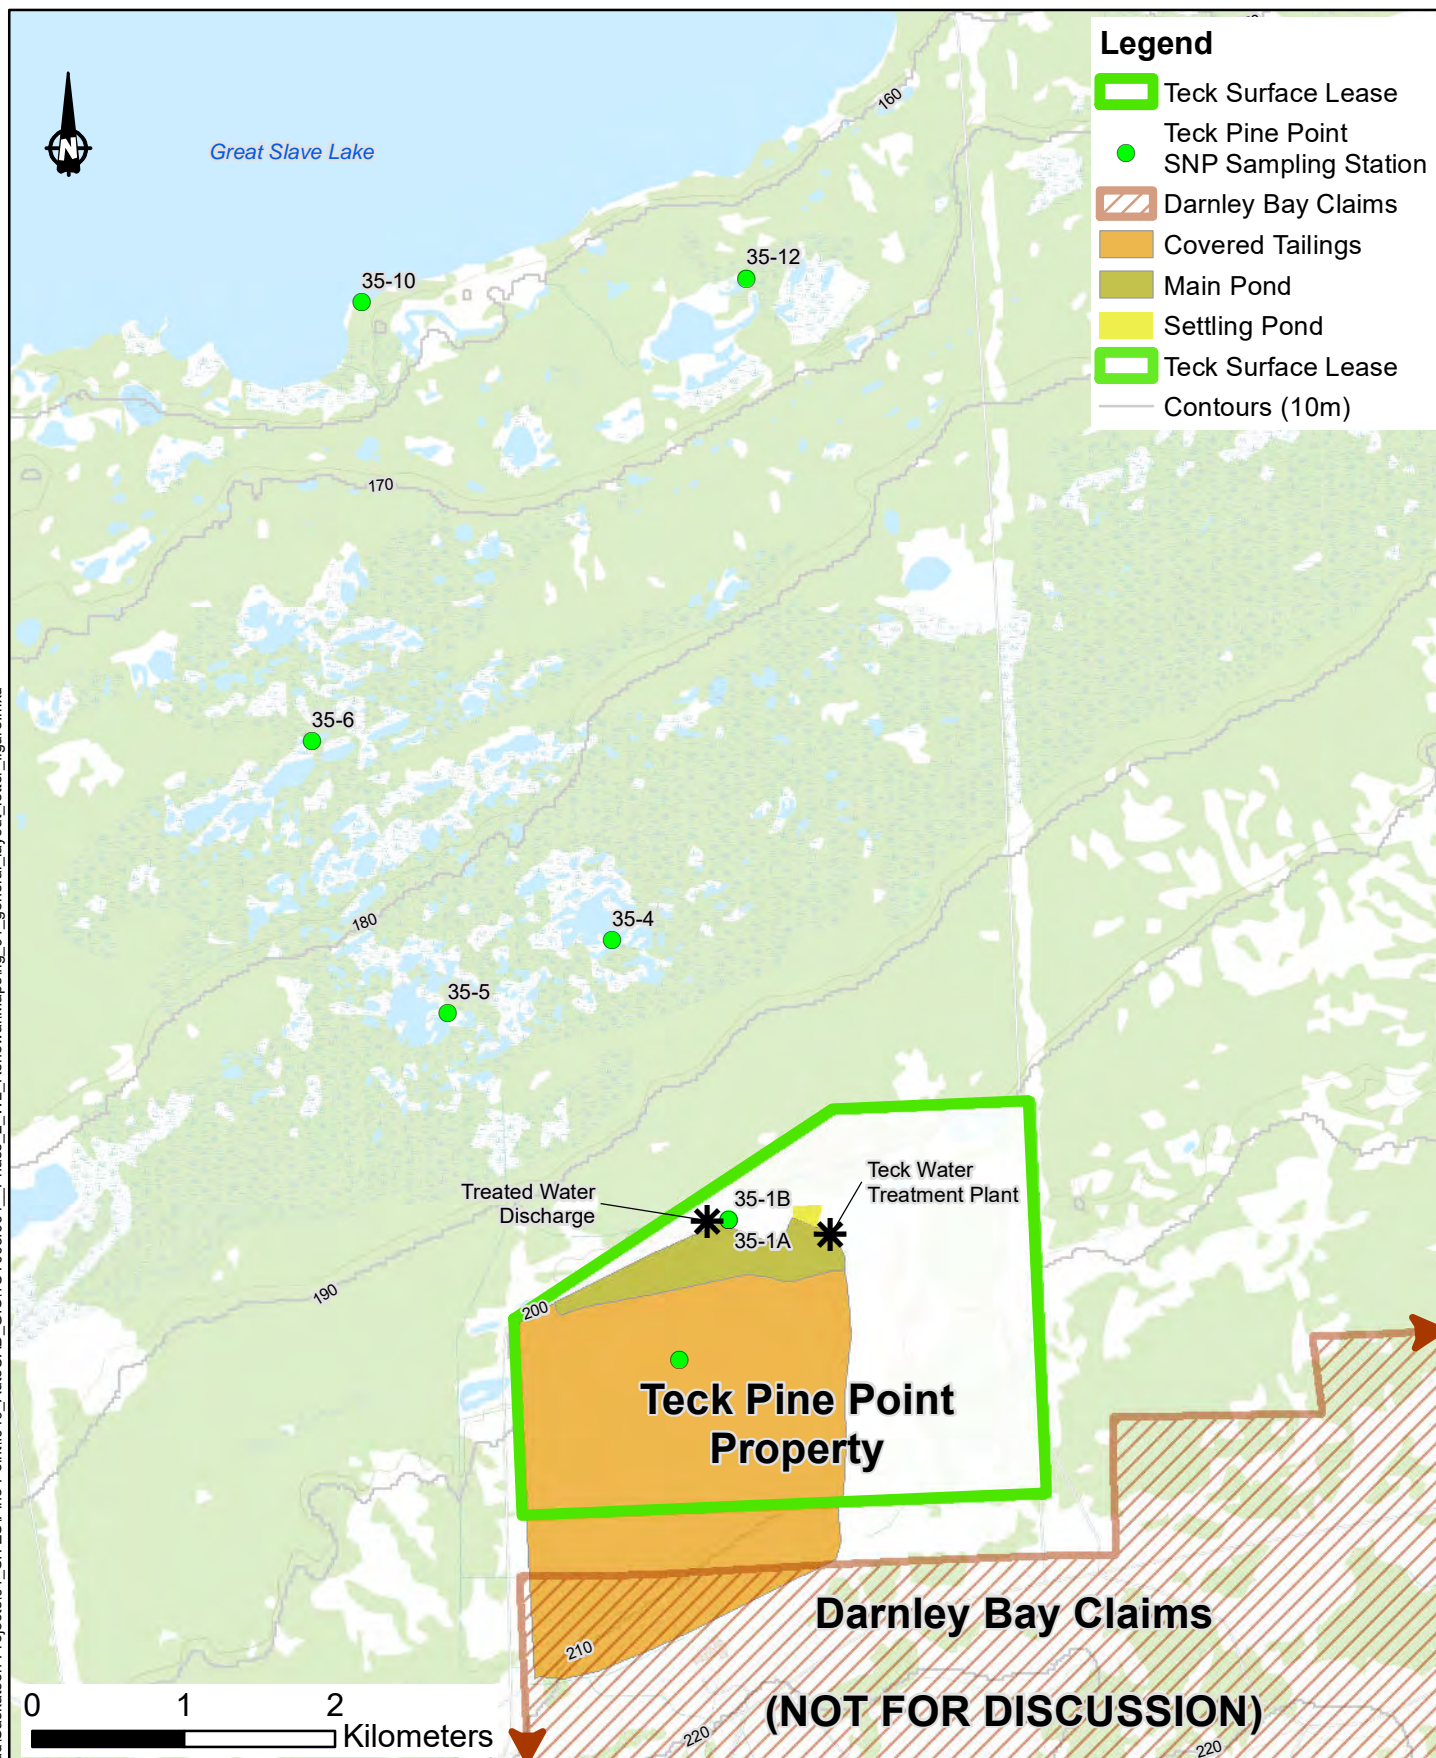 Legend
Teck Surface Lease
Teck Pine Point
SNP Sampling Station
Darnley Bay Claims
Covered Tailings
Main Pond
Settling Pond
Teck Surface Lease
Contours (10m)
N
Great Slave Lake
160
35-12
35-10
170
35-6
180
35-4
35-5
Teck Water
Treatment Plant
Treated Water
Discharge
35-1B
35-1A
190
200
Teck Pine Point
Property
Darnley Bay Claims
210
(NOT FOR DISCUSSION)
220
220
0 1 2
Kilometers